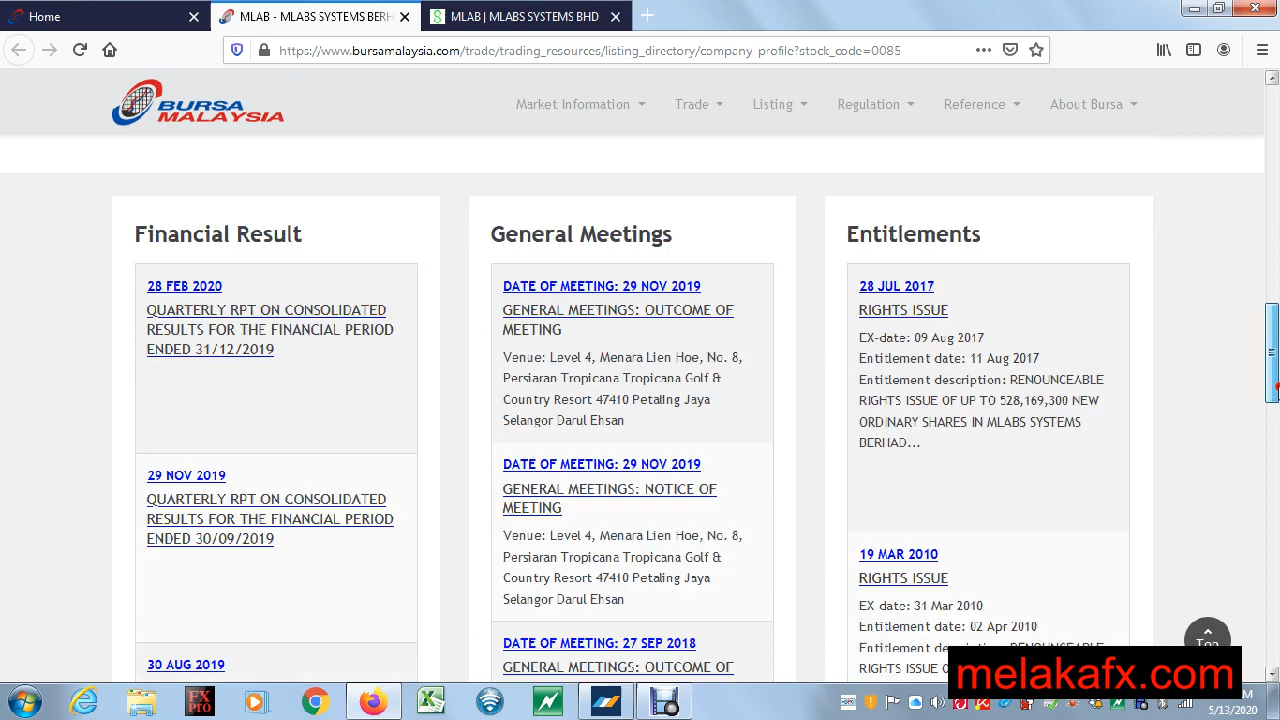 Home
MLAB - MLABS SYSTEMS BERH
MLAB | MLABS SYSTEMS BHD
https://www.bursamalaysia.com/trade/trading_resources/listing_directory/company_profile?stock_code=0085
BURSA
MALAYSIA
Market Information
Trade
Listing
Regulation
Reference
About Bursa
Financial Result
28 FEB 2020
QUARTERLY RPT ON CONSOLIDATED
RESULTS FOR THE FINANCIAL PERIOD
ENDED 31/12/2019
29 NOV 2019
QUARTERLY RPT ON CONSOLIDATED
RESULTS FOR THE FINANCIAL PERIOD
ENDED 30/09/2019
30 AUG 2019
General Meetings
DATE OF MEETING: 29 NOV 2019
GENERAL MEETINGS: OUTCOME OF
MEETING
Venue: Level 4, Menara Lien Hoe, No. 8,
Persiaran Tropicana Tropicana Golf &
Country Resort 47410 Petaling Jaya
Selangor Darul Ehsan
DATE OF MEETING: 29 NOV 2019
GENERAL MEETINGS: NOTICE OF
MEETING
Venue: Level 4, Menara Lien Hoe, No. 8,
Persiaran Tropicana Tropicana Golf &
Country Resort 47410 Petaling Jaya
Selangor Darul Ehsan
DATE OF MEETING: 27 SEP 2018
GENERAL MEETINGS: OUTCOME OF
Entitlements
28 JUL 2017
RIGHTS ISSUE
EX-date: 09 Aug 2017
Entitlement date: 11 Aug 2017
Entitlement description: RENOUNCEABLE
RIGHTS ISSUE OF UP TO 528,169,300 NEW
ORDINARY SHARES IN MLABS SYSTEMS
BERHAD...
19 MAR 2010
RIGHTS ISSUE
EX-date: 31 Mar 2010
Entitlement date: 02 Apr 2010
Entitlement description: RENOUNCEABLE
RIGHTS ISSUE
Top
melakafx.com
FX
PRO
5/13/2020